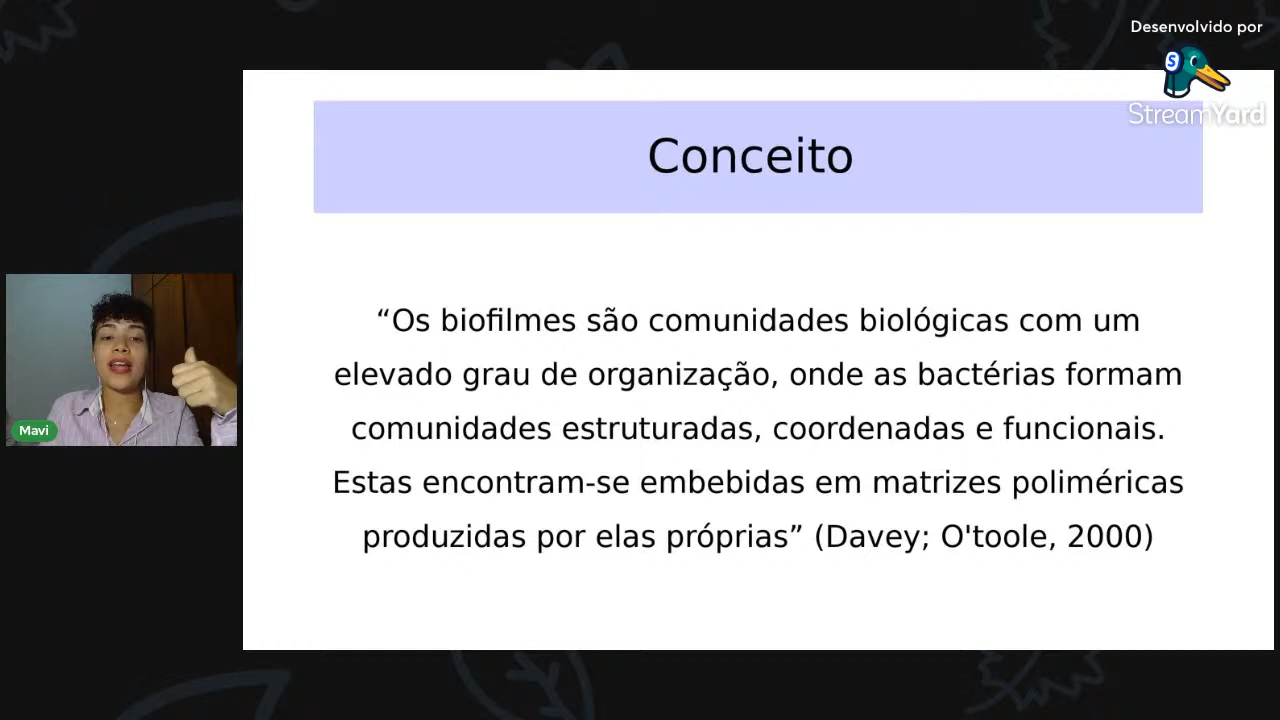 Desenvolvido por
S
StreamYard
Conceito
“Os biofilmes são comunidades biológicas com um
elevado grau de organização, onde as bactérias formam
comunidades estruturadas, coordenadas e funcionais.
Estas encontram-se embebidas em matrizes poliméricas
produzidas por elas próprias” (Davey; O'toole, 2000)
Mavi